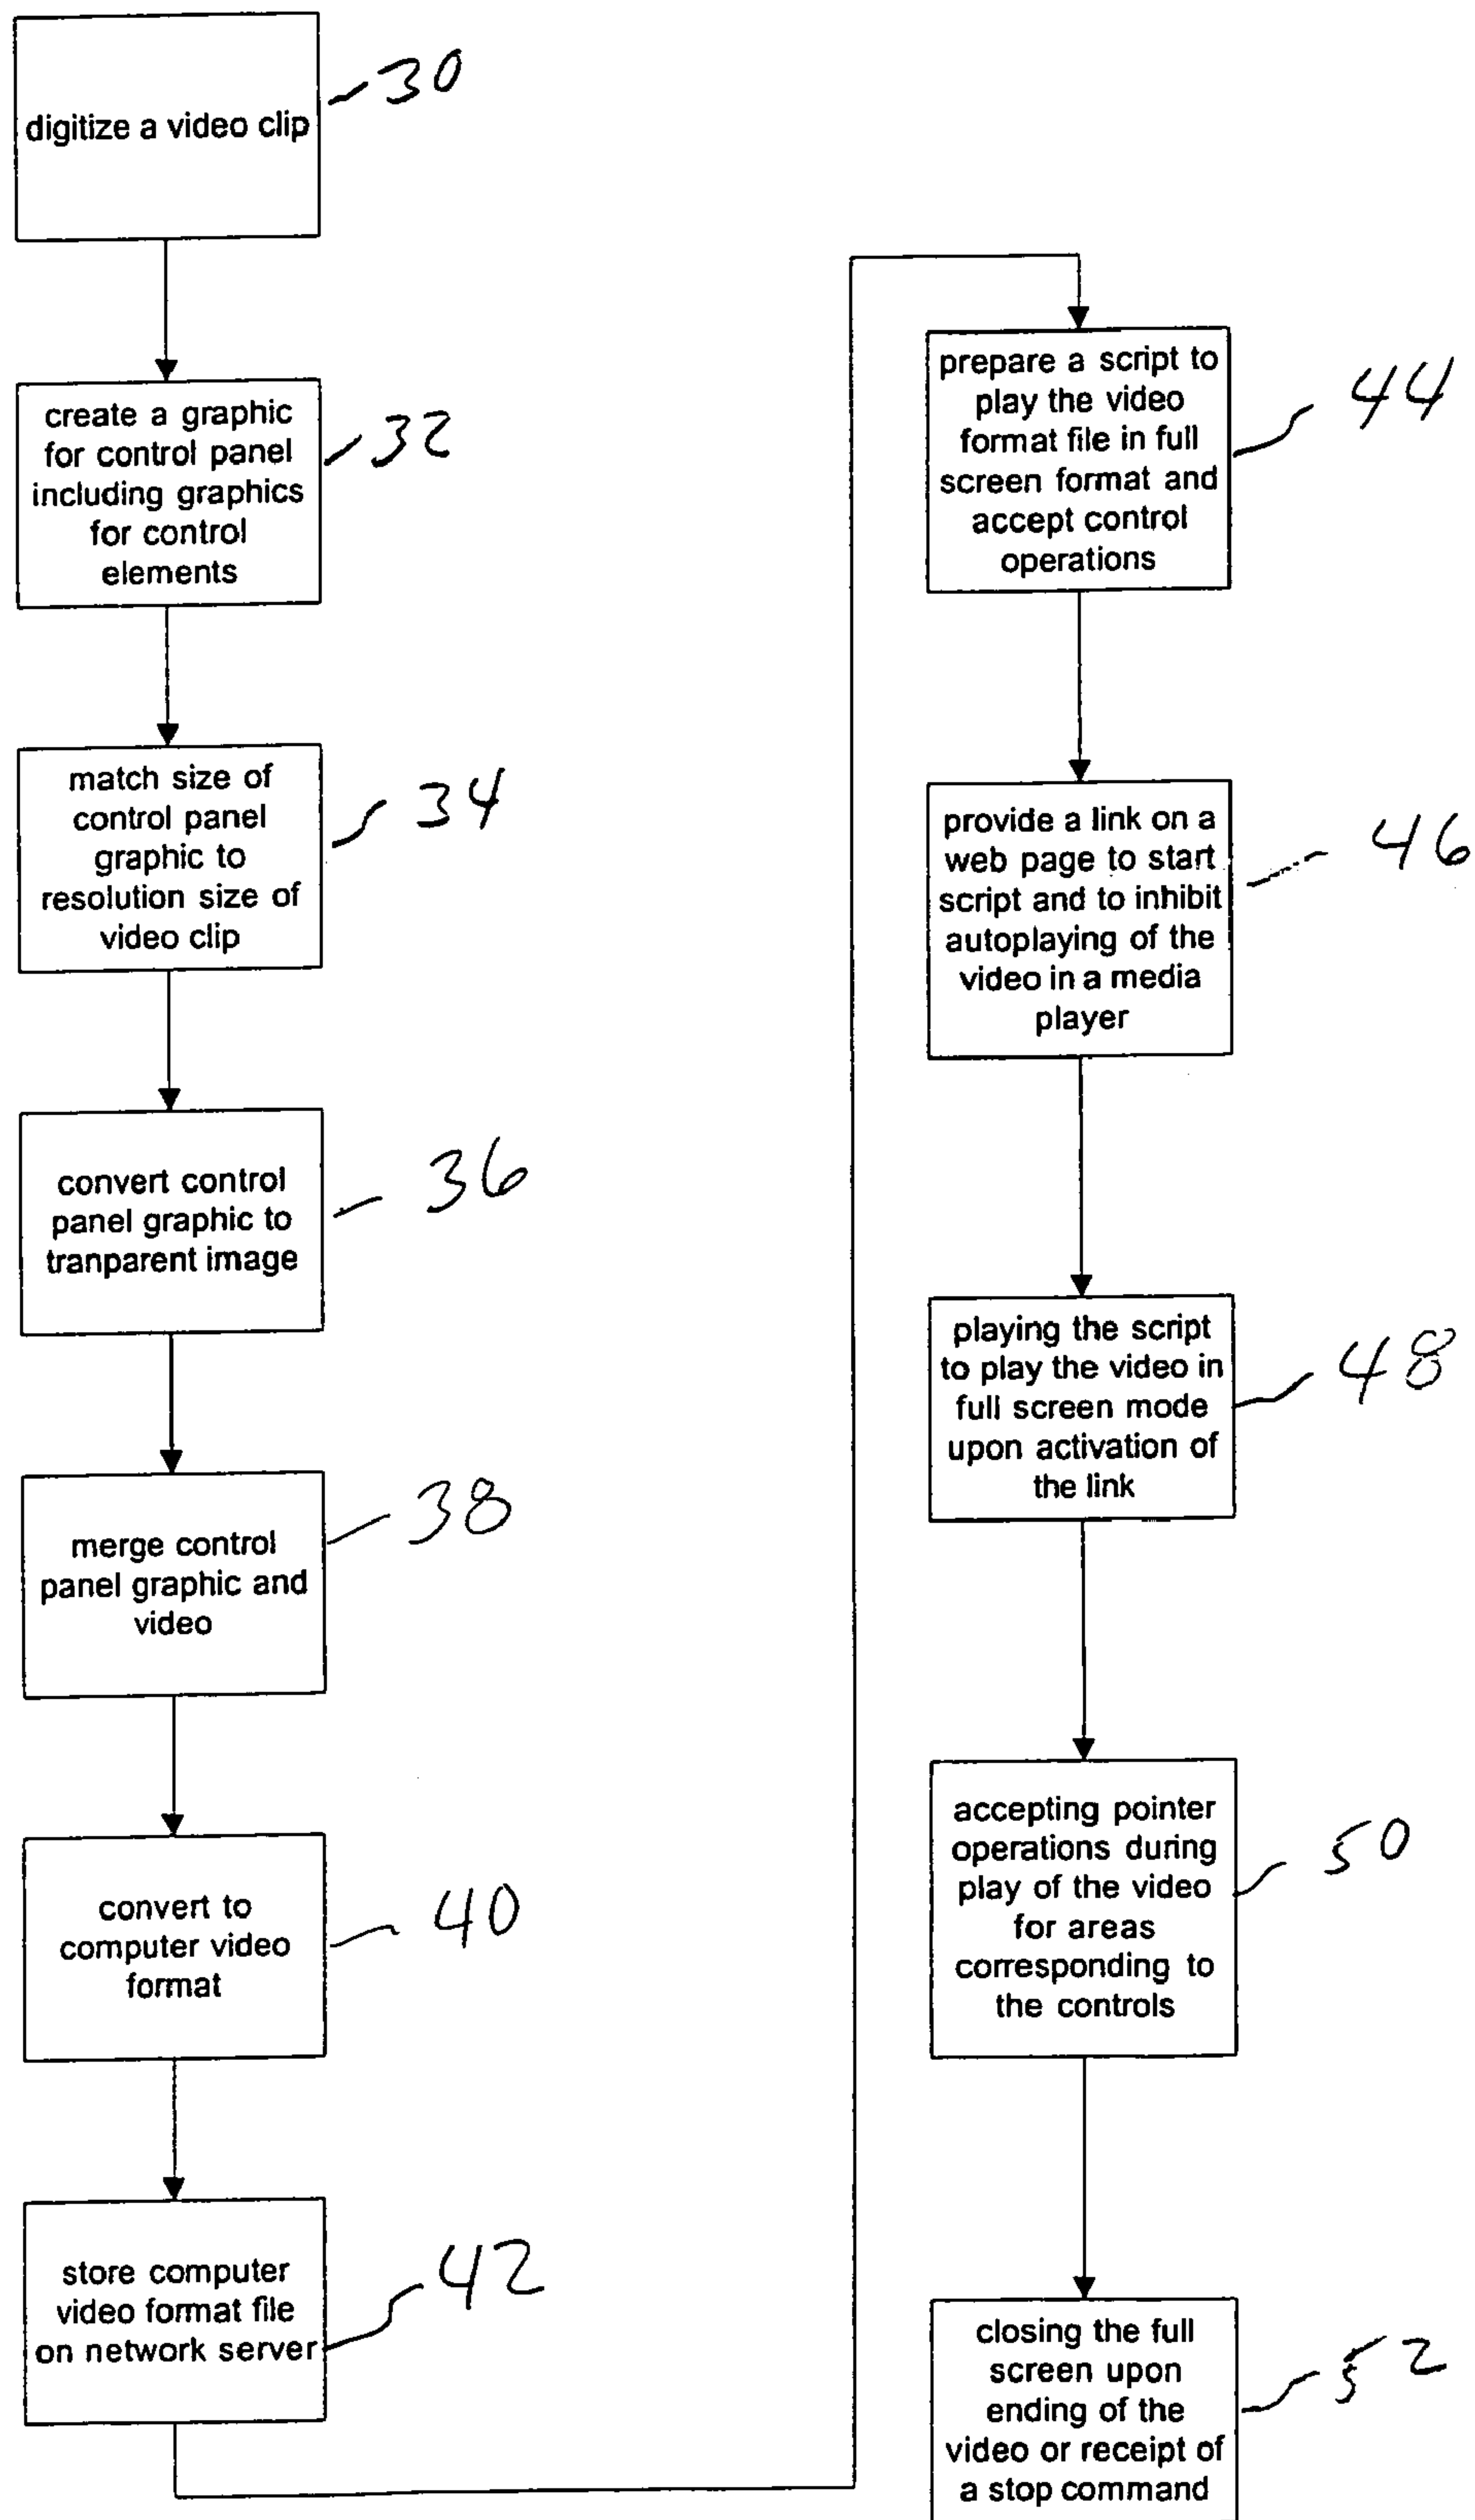 digitize a video clip
30
create a graphic
for control panel
including graphics
for control
elements
32
match size of
control panel
graphic to
resolution size of
video clip
34
convert control
panel graphic to
tranparent image
36
merge control
panel graphic and
video
38
convert to
computer video
format
40
store computer
video format file
on network server
42
prepare a script to
play the video
format file in full
screen format and
accept control
operations
44
provide a link on a
web page to start
script and to inhibit
autoplaying of the
video in a media
player
46
playing the script
to play the video in
full screen mode
upon activation of
the link
48
accepting pointer
operations during
play of the video
for areas
corresponding to
the controls
50
closing the full
screen upon
ending of the
video or receipt of
a stop command
52